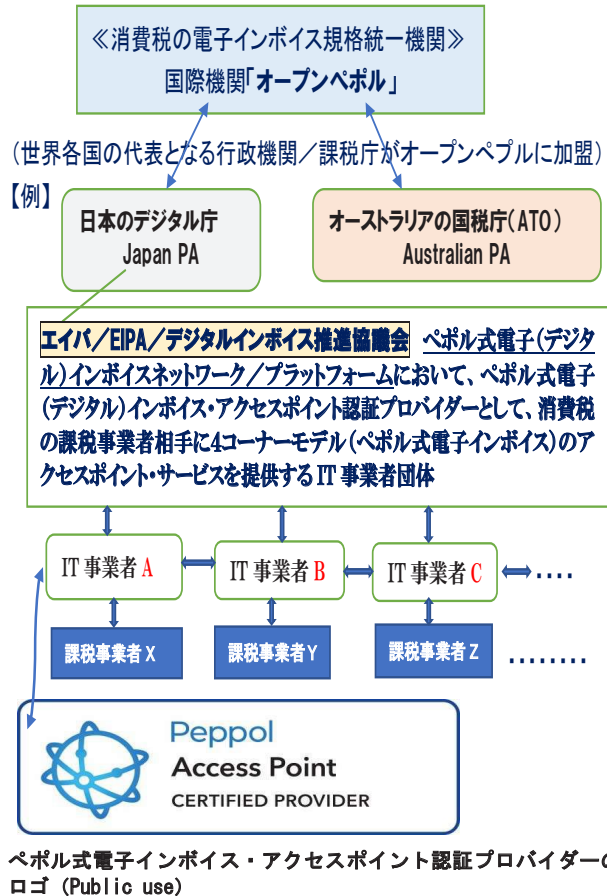 ≪消費税の電子インボイス規格統一機関≫
国際機関「オープンペポル」
(世界各国の代表となる行政機関／課税庁がオープンペプルに加盟)
【例】
日本のデジタル庁
Japan PA
オーストラリアの国税庁(ATO)
Australian PA
エイパ／EIPA／デジタルインボイス推進協議会 ペポル式電子(デジタ
ル)インボイスネットワーク／プラットフォームにおいて、ペポル式電子
(デジタル)インボイス・アクセスポイント認証プロバイダーとして、消費税
の課税事業者相手に4コーナーモデル(ペポル式電子インボイス)のア
クセスポイント・サービスを提供する IT 事業者団体
IT 事業者 A
IT 事業者 B
IT 事業者 C
‥‥
課税事業者 X
課税事業者 Y
課税事業者 Z
‥‥‥‥
Peppol
Access Point
CERTIFIED PROVIDER
ペポル式電子インボイス・アクセスポイント認証プロバイダーの
ロゴ (Public use)